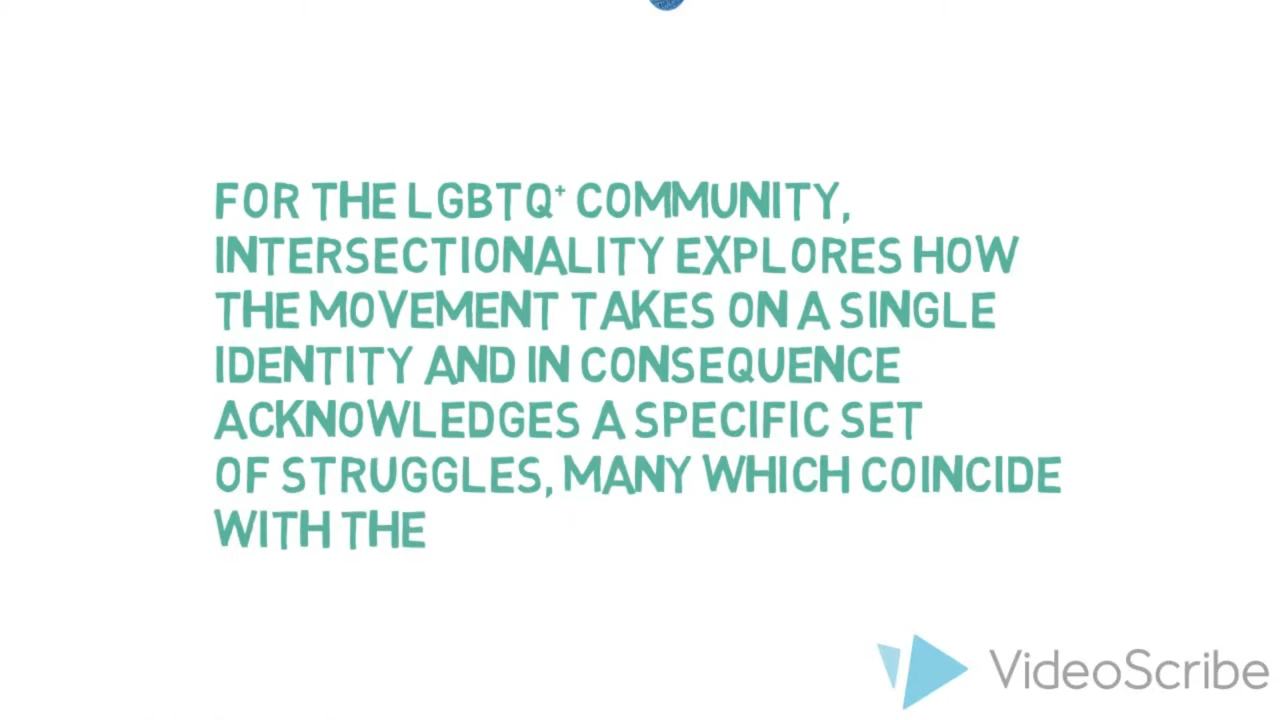 FOR THE LGBTQ+ COMMUNITY,
INTERSECTIONALITY EXPLORES HOW
THE MOVEMENT TAKES ON A SINGLE
IDENTITY AND IN CONSEQUENCE
ACKNOWLEDGES A SPECIFIC SET
OF STRUGGLES, MANY WHICH COINCIDE
WITH THE
VideoScribe